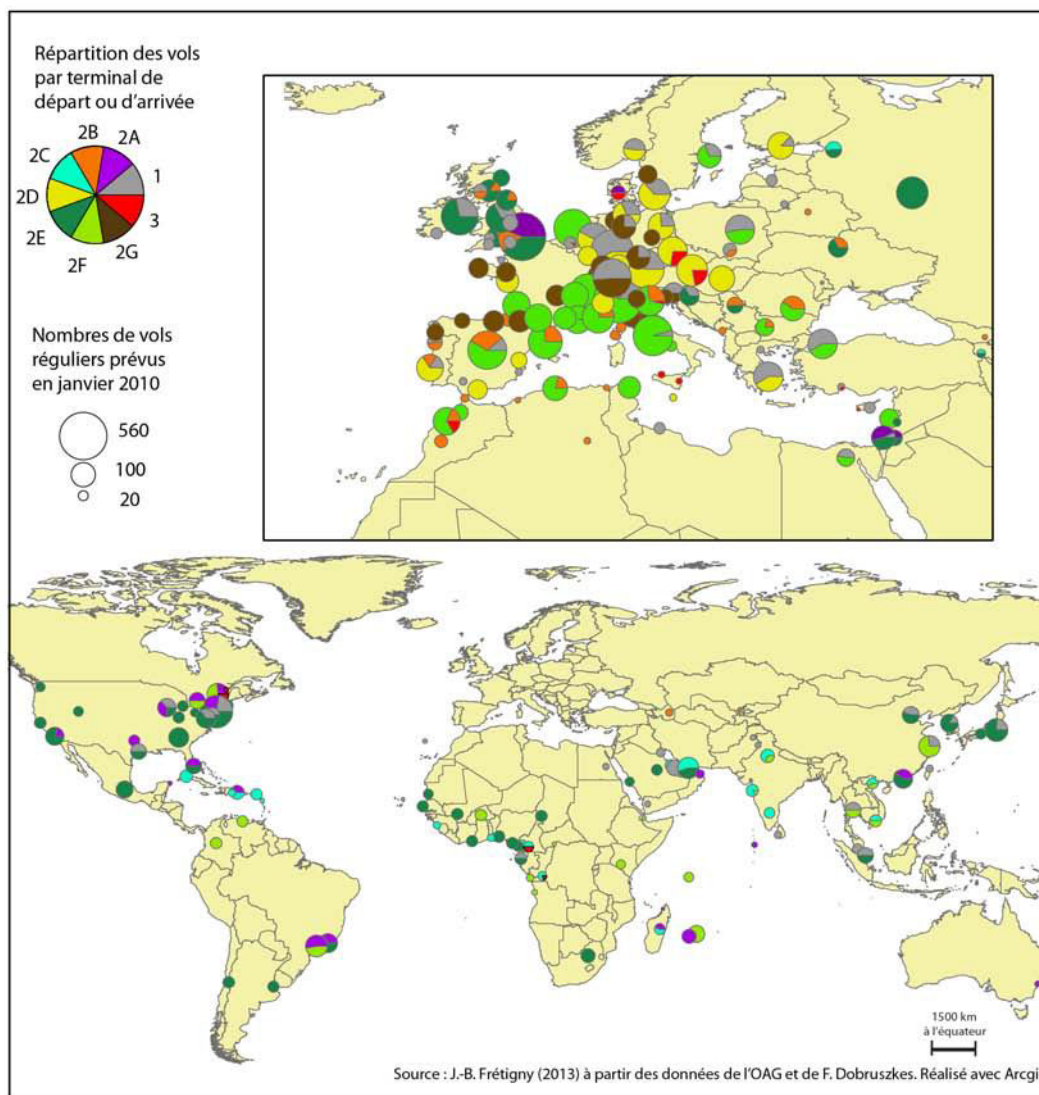 Répartition des vols
par terminal de
départ ou d'arrivée
2B
2A
2C
1
2D
3
2E
2G
2F
Nombres de vols
réguliers prévus
en janvier 2010
560
100
20
1500 km
à l'équateur
Source : J.-B. Frétigny (2013) à partir des données de l'OAG et de F. Dobruszkes. Réalisé avec Arcgi